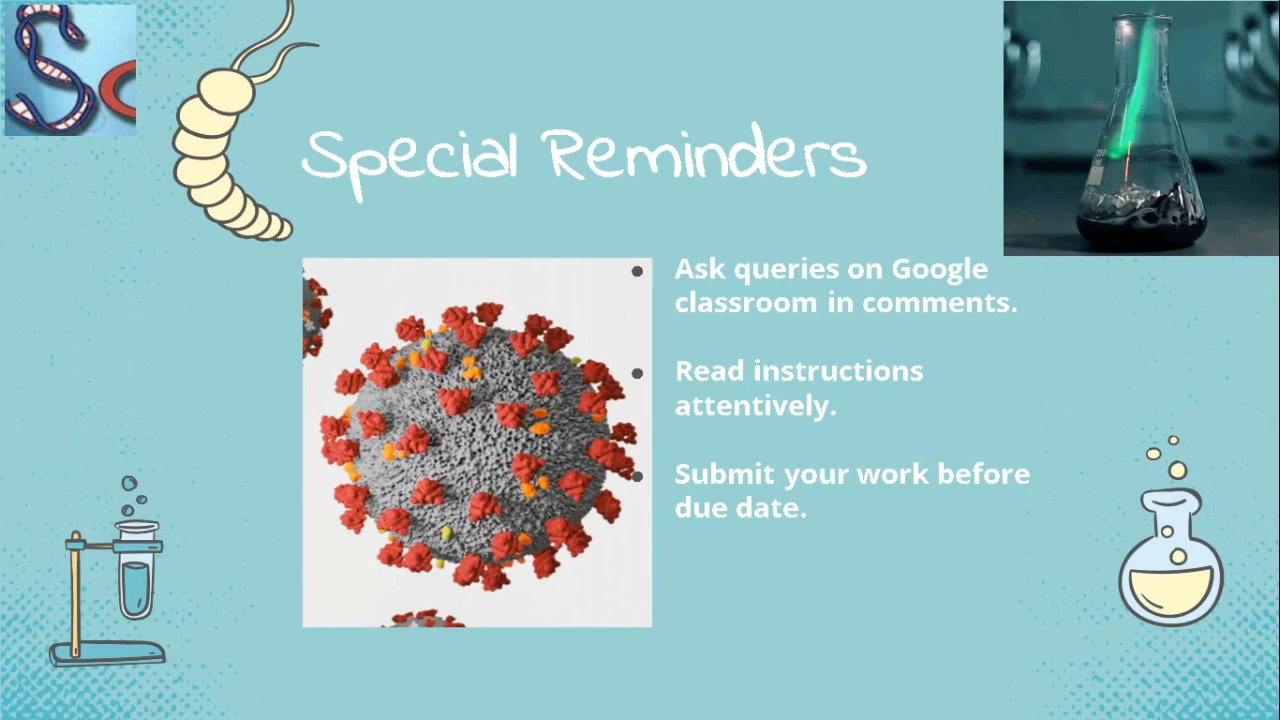 Special Reminders
Ask queries on Google
classroom in comments.
Read instructions
attentively.
Submit your work before
due date.